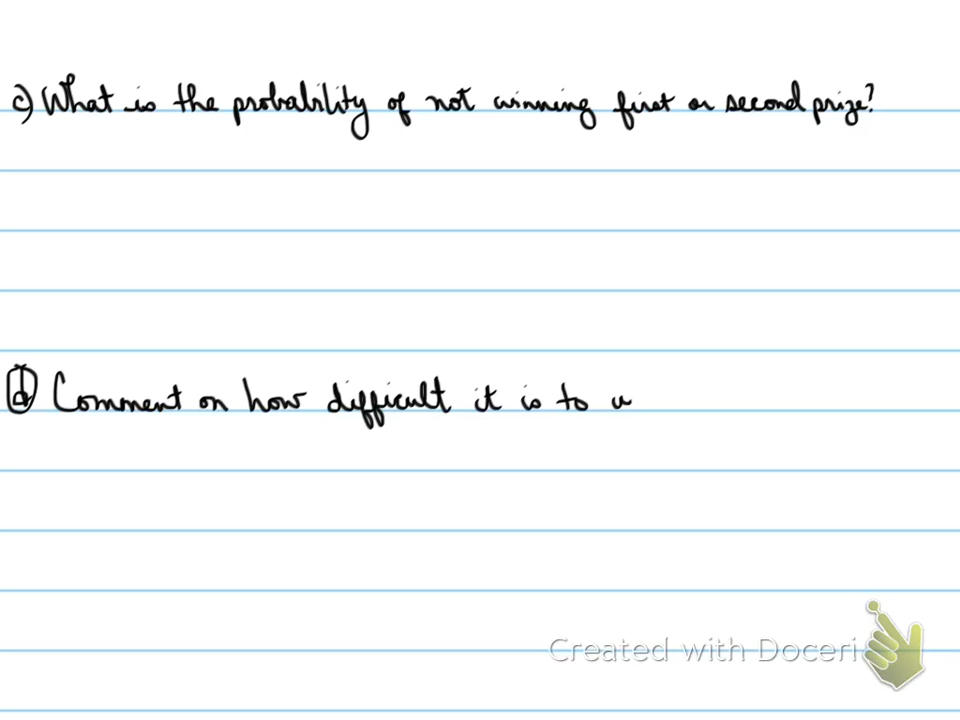 c) What is the probability of not winning first or second prize?
d Comment on how difficult it is to w
Created with Doceri